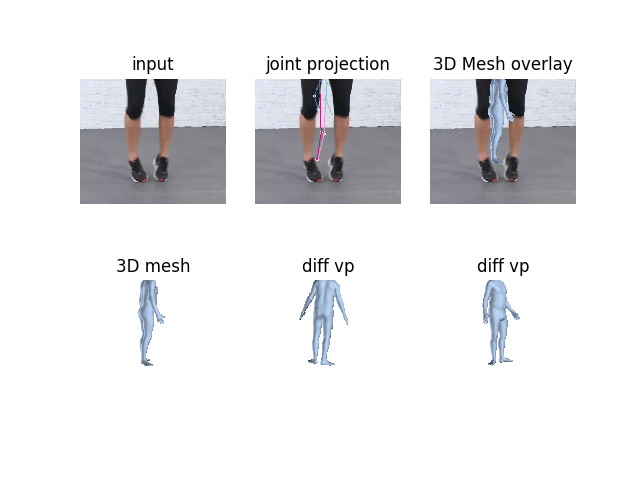 input
joint projection
3D Mesh overlay
3D mesh
diff vp
diff vp